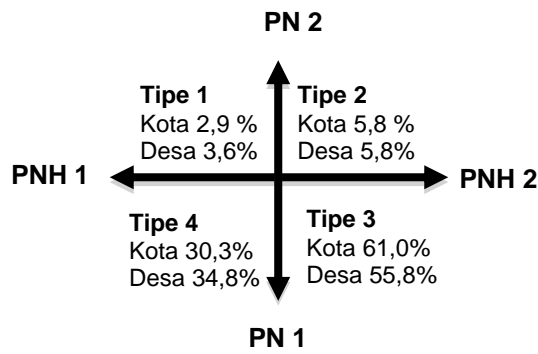 PN 2
Tipe 1
Kota 2,9 %
Desa 3,6%
Tipe 2
Kota 5,8 %
Desa 5,8%
PNH 1
PNH 2
Tipe 4
Kota 30,3%
Desa 34,8%
Tipe 3
Kota 61,0%
Desa 55,8%
PN 1